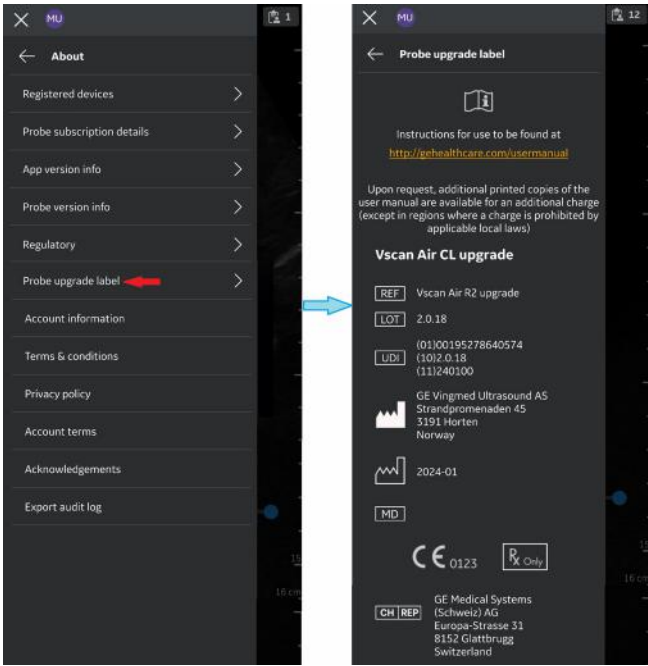 MU
1
About
Registered devices
Probe subscription details
App version info
Probe version info
Regulatory
Probe upgrade label
Account information
Terms & conditions
Privacy policy
Account terms
Acknowledgements
Export audit log
15
16 cm
MU
12
Probe upgrade label
Instructions for use to be found at
http://gehealthcare.com/usermanual
Upon request, additional printed copies of the
user manual are available for an additional charge
(except in regions where a charge is prohibited by
applicable local laws)
Vscan Air CL upgrade
REF Vscan Air R2 upgrade
LOT 2.0.18
UDI (01)00195278640574
(10)2.0.18
(11)240100
GE Vingmed Ultrasound AS
Strandpromenaden 45
3191 Horten
Norway
2024-01
MD
CE 0123 Rx Only
CH REP GE Medical Systems
(Schweiz) AG
Europa-Strasse 31
8152 Glattbrugg
Switzerland
15
16 cm